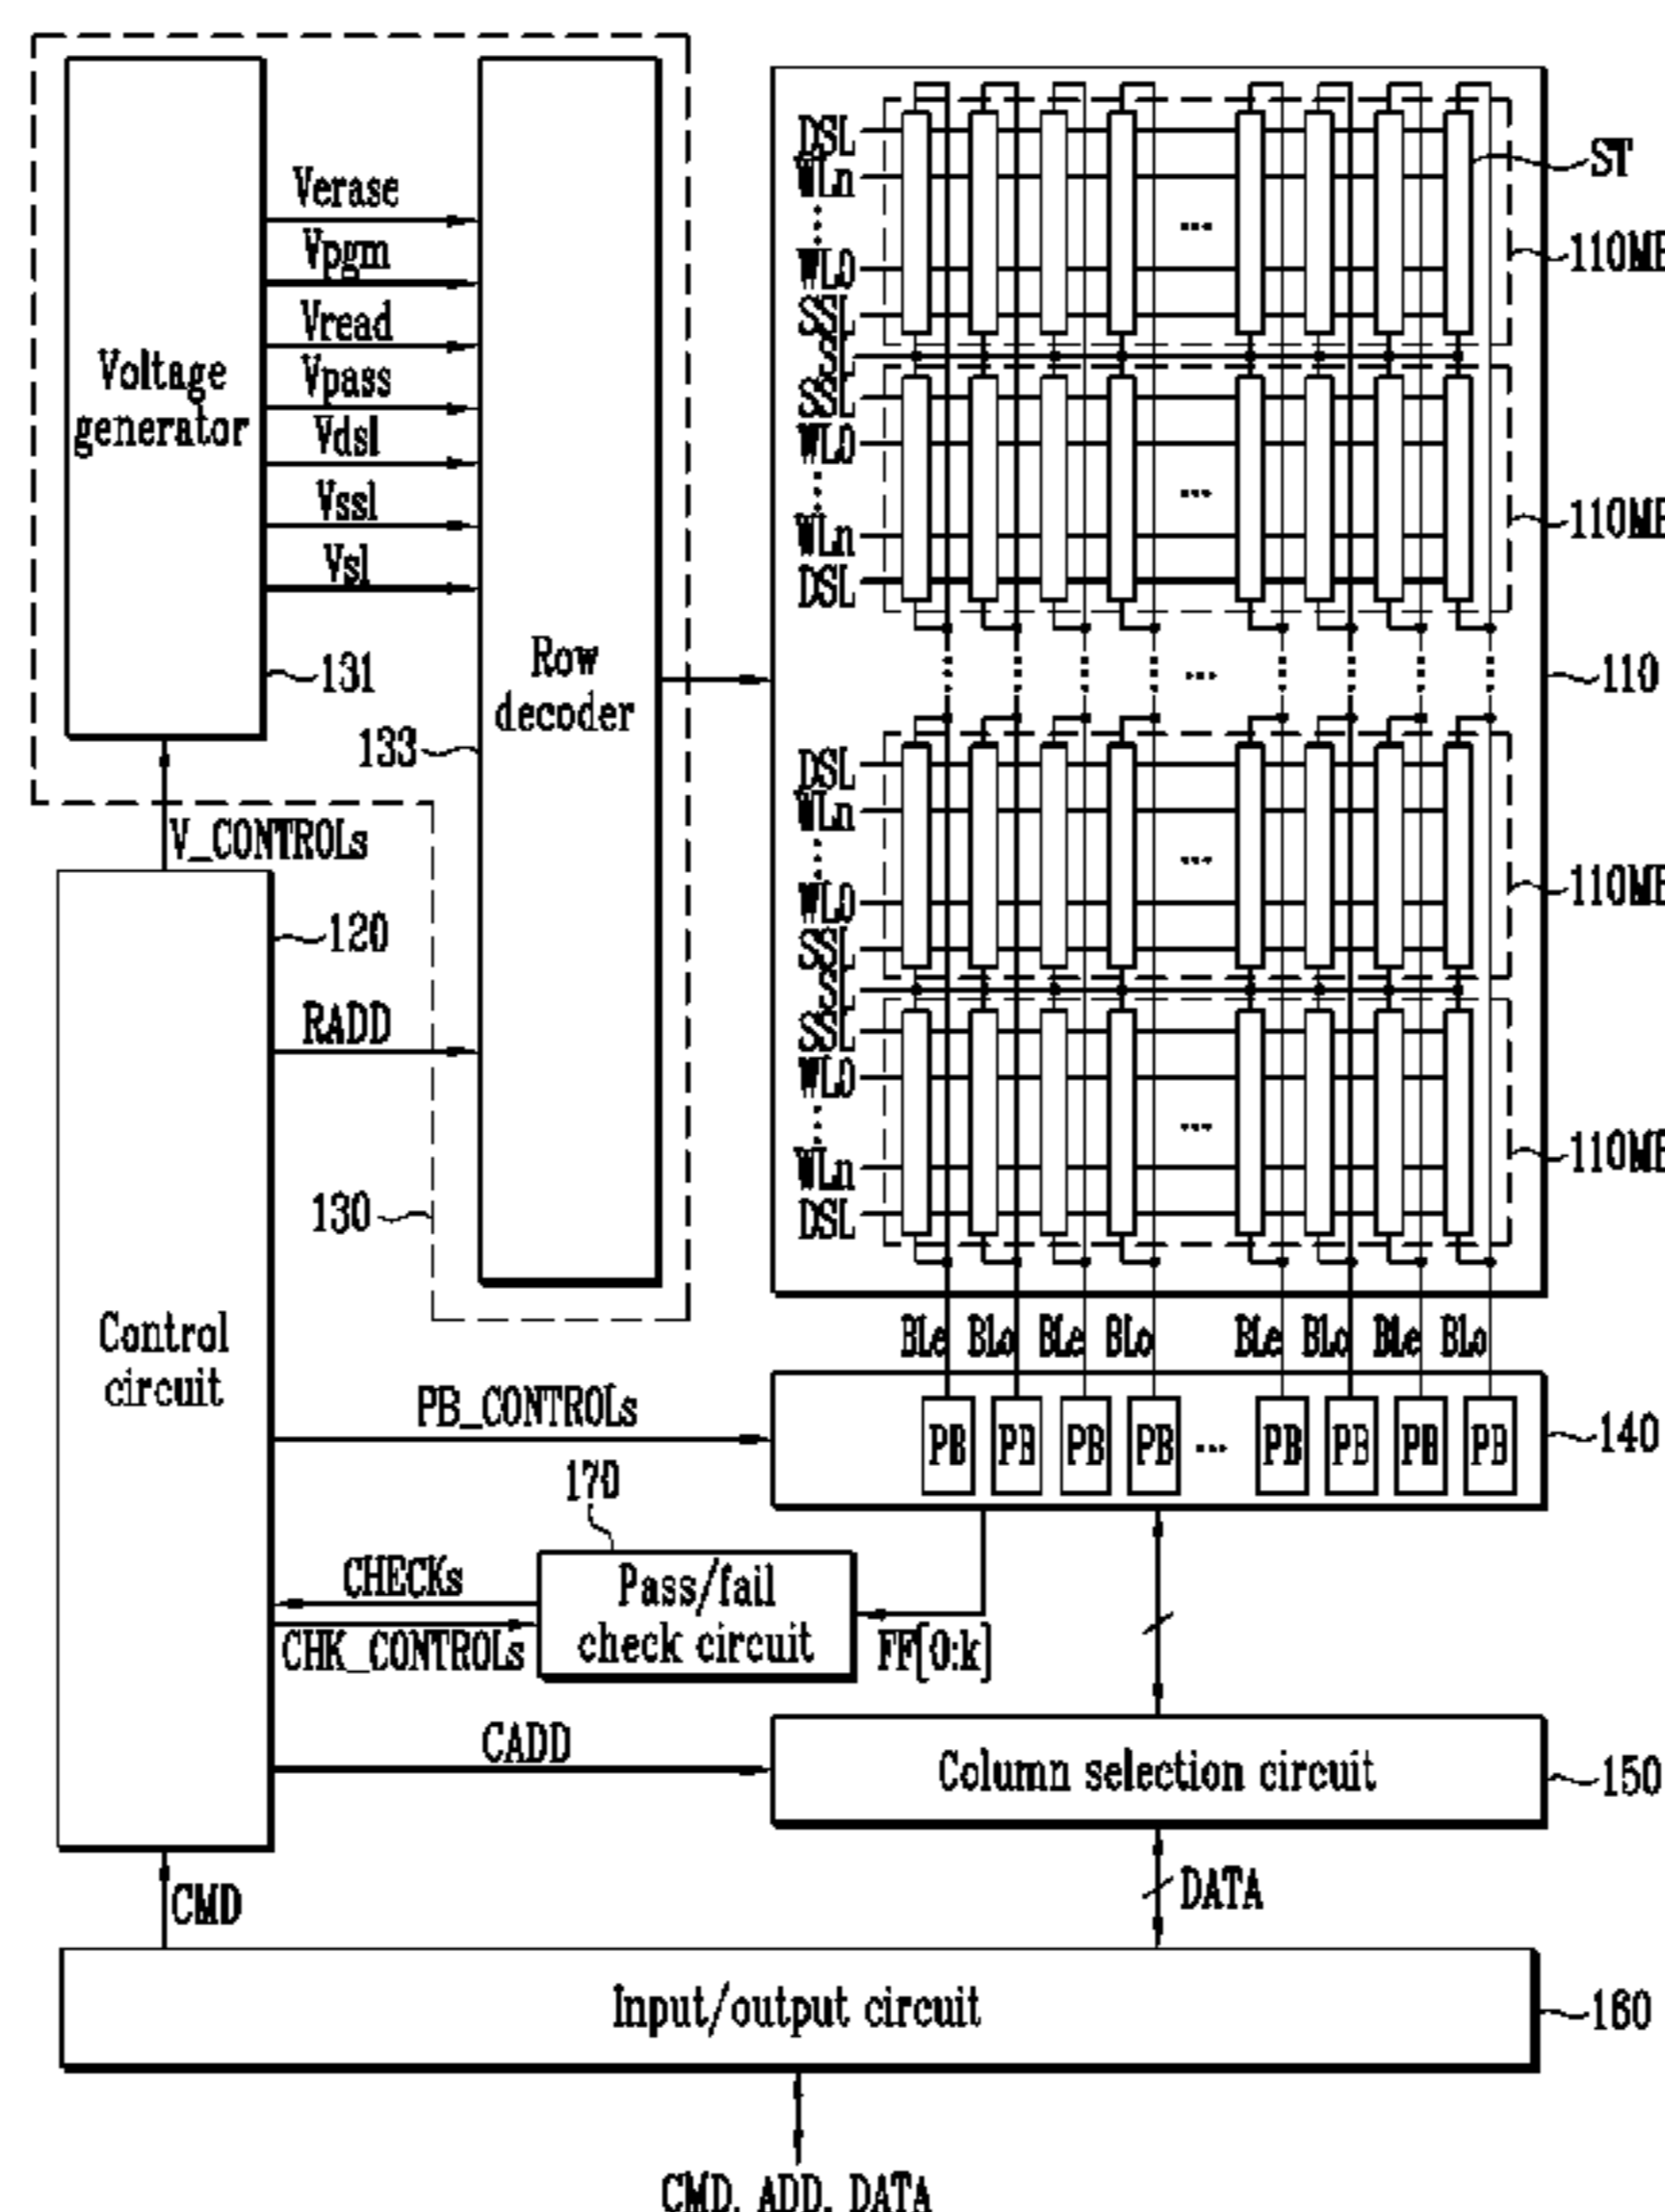 DSL
WLn
WL0
SSL
SL
SSL
WL0
WLn
DSL
ST
110MB
110MB
...
Verase
Vpgm
Vread
Vpass
Vdsl
Vssl
Vsl
Voltage
generator
131
Row
decoder
133
...
110
DSL
WLn
WL0
SSL
SL
SSL
WL0
WLn
DSL
110MB
110MB
V_CONTROLs
120
RADD
130
Control
circuit
BLe BLo BLe BLo BLe BLo BLe BLo
PB_CONTROLs
PB PB PB PB ... PB PB PB PB
140
170
CHECKs
CHK_CONTROLs
Pass/fail
check circuit
FF[0:k]
CADD
Column selection circuit
150
CMD
DATA
Input/output circuit
160
CMD, ADD, DATA